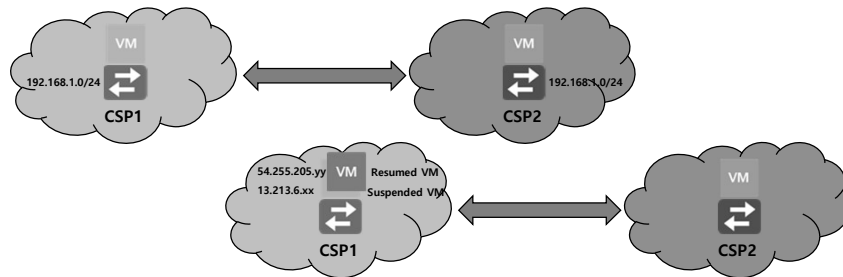 VM
VM
192.168.1.0/24
192.168.1.0/24
CSP1
CSP2
54.255.205.yy
VM
Resumed VM
13.213.6.xx
Suspended VM
VM
CSP1
CSP2